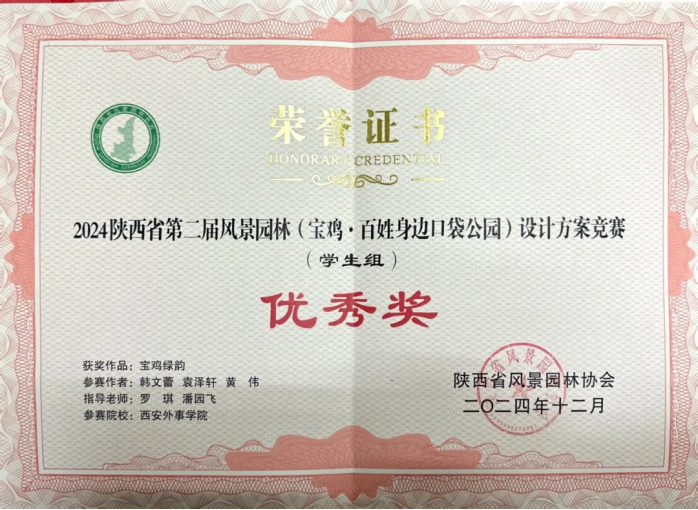 荣誉证书
HONORARY CREDENTIAL
2024陕西省第二届风景园林（宝鸡·百姓身边口袋公园）设计方案竞赛
（学生组）
优秀奖
获奖作品：宝鸡绿韵
参赛作者：韩文蕾 袁泽轩 黄 伟
指导老师：罗 琪 潘园飞
参赛院校：西安外事学院
陕西省风景园林协会
二〇二四年十二月